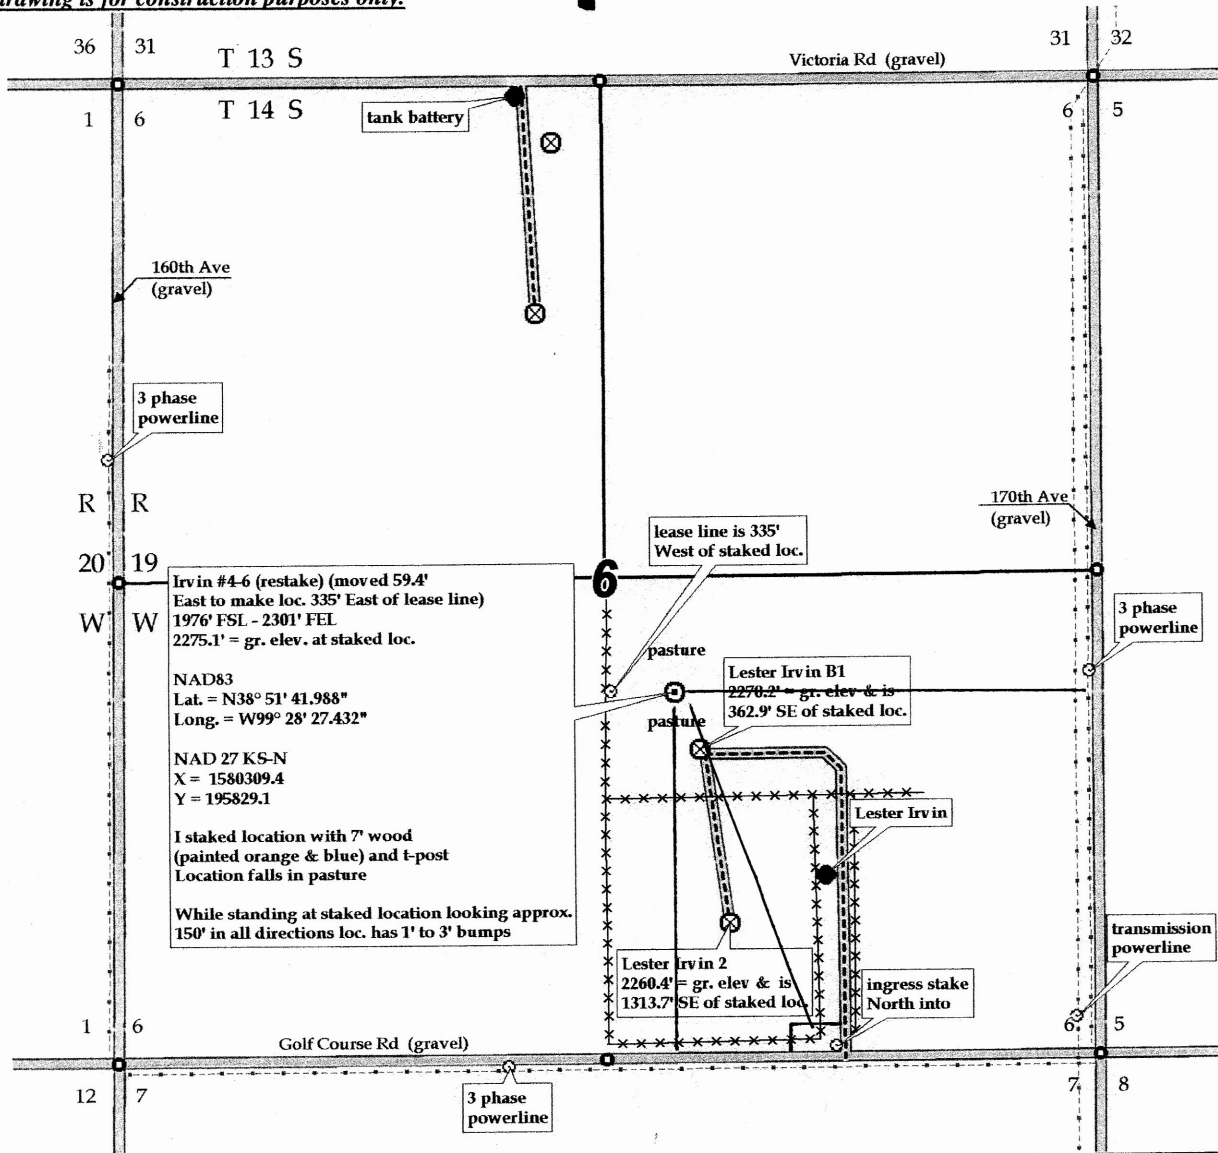 drawing is for construction purposes only.
36
31
T 13 S
Victoria Rd (gravel)
31
32
1
6
T 14 S
tank battery
6
5
160th Ave
(gravel)
3 phase
powerline
R
R
170th Ave
(gravel)
lease line is 335'
West of staked loc.
20
19
6
W
W
Irvin #4-6 (restake) (moved 59.4'
East to make loc. 335' East of lease line)
1976' FSL - 2301' FEL
2275.1' = gr. elev. at staked loc.
NAD83
Lat. = N38° 51' 41.988"
Long. = W99° 28' 27.432"
NAD 27 KS-N
X = 1580309.4
Y = 195829.1
I staked location with 7' wood
(painted orange & blue) and t-post
Location falls in pasture
While standing at staked location looking approx.
150' in all directions loc. has 1' to 3' bumps
3 phase
powerline
pasture
Lester Irvin B1
2270.2' = gr. elev & is
362.9' SE of staked loc.
pasture
Lester Irvin
transmission
powerline
Lester Irvin 2
2260.4' = gr. elev & is
1313.7' SE of staked loc.
ingress stake
North into
1
6
Golf Course Rd (gravel)
6
5
12
7
3 phase
powerline
7
8